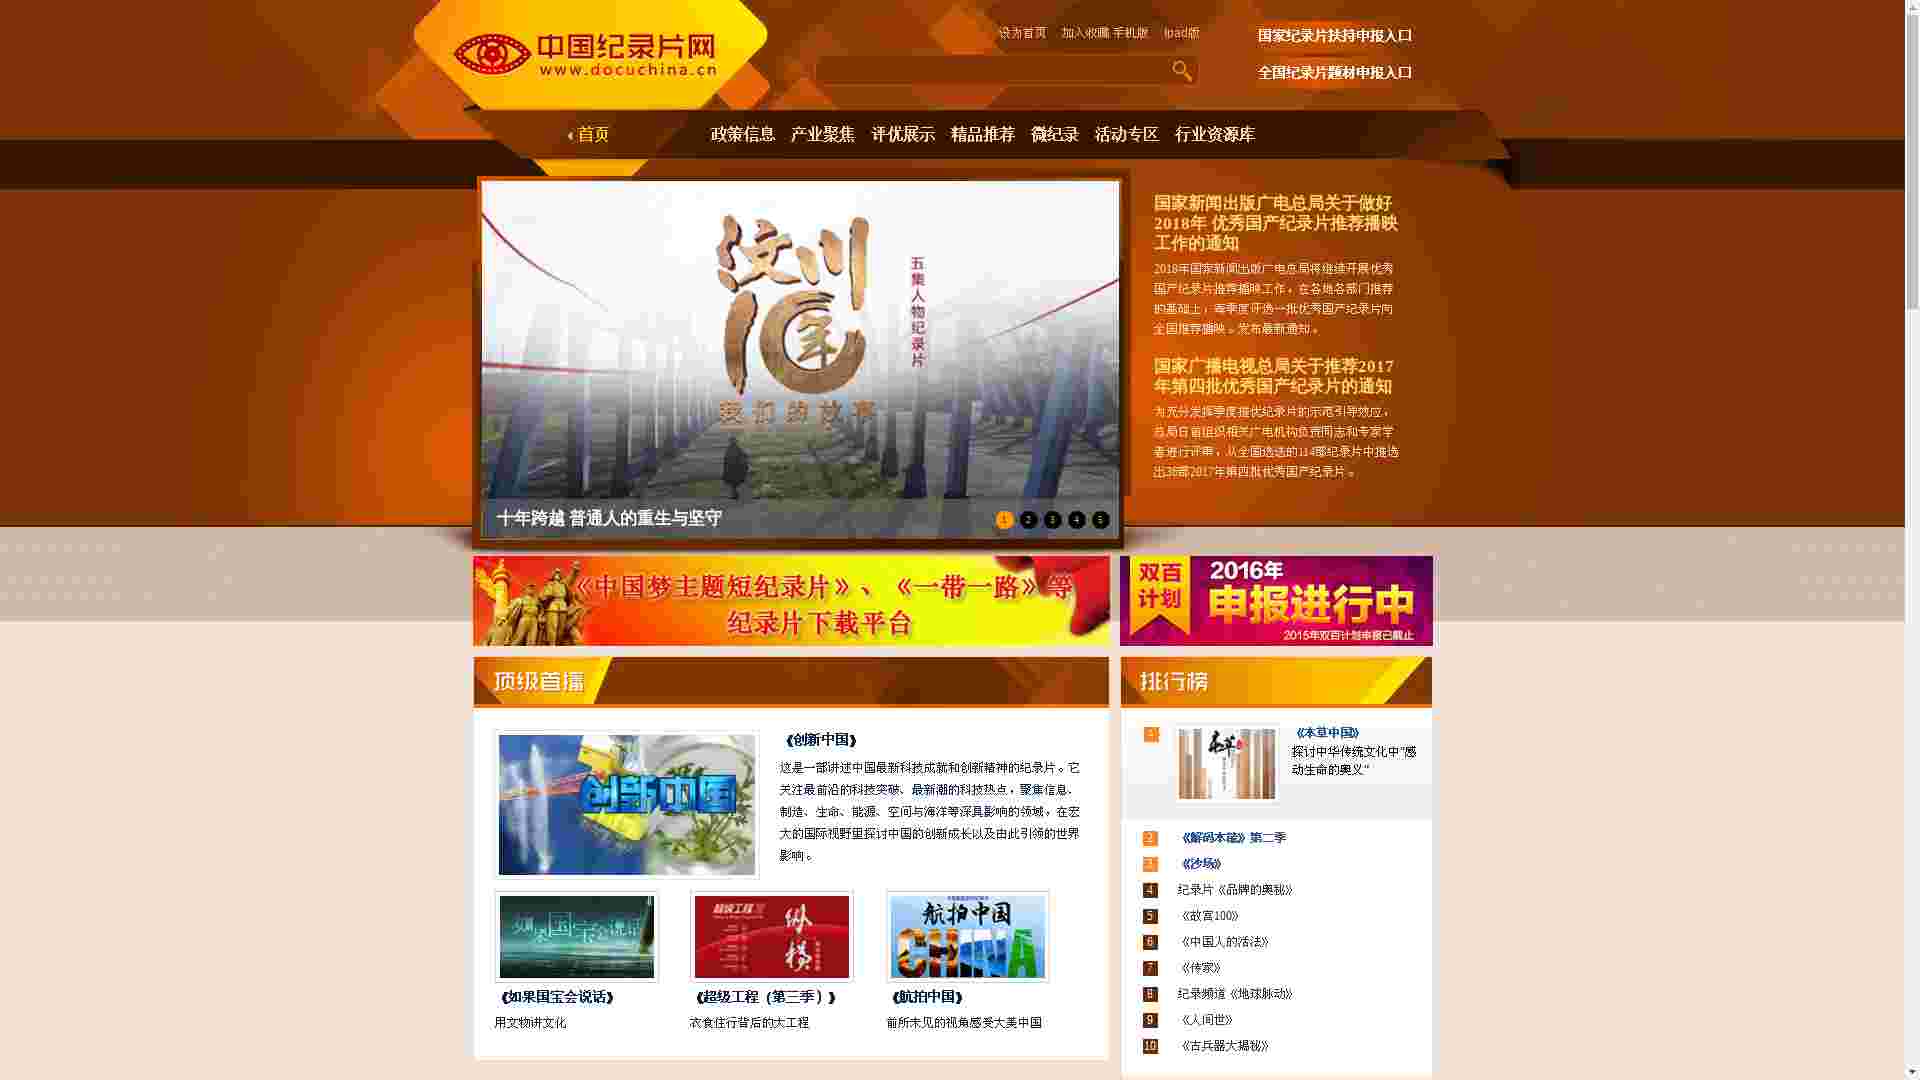 中国纪录片网
www.docuchina.cn
设为首页 加入收藏 手机版 Ipad版
国家纪录片扶持申报入口
全国纪录片题材申报入口
首页 政策信息 产业聚焦 评优展示 精品推荐 微纪录 活动专区 行业资源库
汶川
10年
我们的故事
五集人物纪录片
十年跨越 普通人的重生与坚守
1 2 3 4 5
国家新闻出版广电总局关于做好
2018年 优秀国产纪录片推荐播映
工作的通知
2018年国家新闻出版广电总局将继续开展优秀
国产纪录片推荐播映工作，在各地各部门推荐
的基础上，每季度评选一批优秀国产纪录片向
全国推荐播映。发布最新通知。
国家广播电视总局关于推荐2017
年第四批优秀国产纪录片的通知
为充分发挥季度推优纪录片的示范引导效应，
总局日前组织相关广电机构负责同志和专家学
者进行评审，从全国遴选的114部纪录片中推选
出36部2017年第四批优秀国产纪录片。
《中国梦主题短纪录片》、《一带一路》等
纪录片下载平台
双百
计划
2016年
申报进行中
2015年双百计划申报已截止
顶级首播
创新中国
《创新中国》
这是一部讲述中国最新科技成就和创新精神的纪录片。它
关注最前沿的科技突破、最新潮的科技热点，聚焦信息、
制造、生命、能源、空间与海洋等深具影响的领域，在宏
大的国际视野里探讨中国的创新成长以及由此引领的世界
影响。
如果国宝会说话
超级工程
纵横
航拍中国
CHINA
《如果国宝会说话》
用文物讲文化
《超级工程（第三季）》
衣食住行背后的大工程
《航拍中国》
前所未见的视角感受大美中国
排行榜
1
本草
《本草中国》
探讨中华传统文化中“感
动生命的奥义”
2 《解码本能》第二季
3 《沙场》
4 纪录片《品牌的奥秘》
5 《故宫100》
6 《中国人的活法》
7 《传家》
8 纪录频道《地球脉动》
9 《人间世》
10 《古兵器大揭秘》